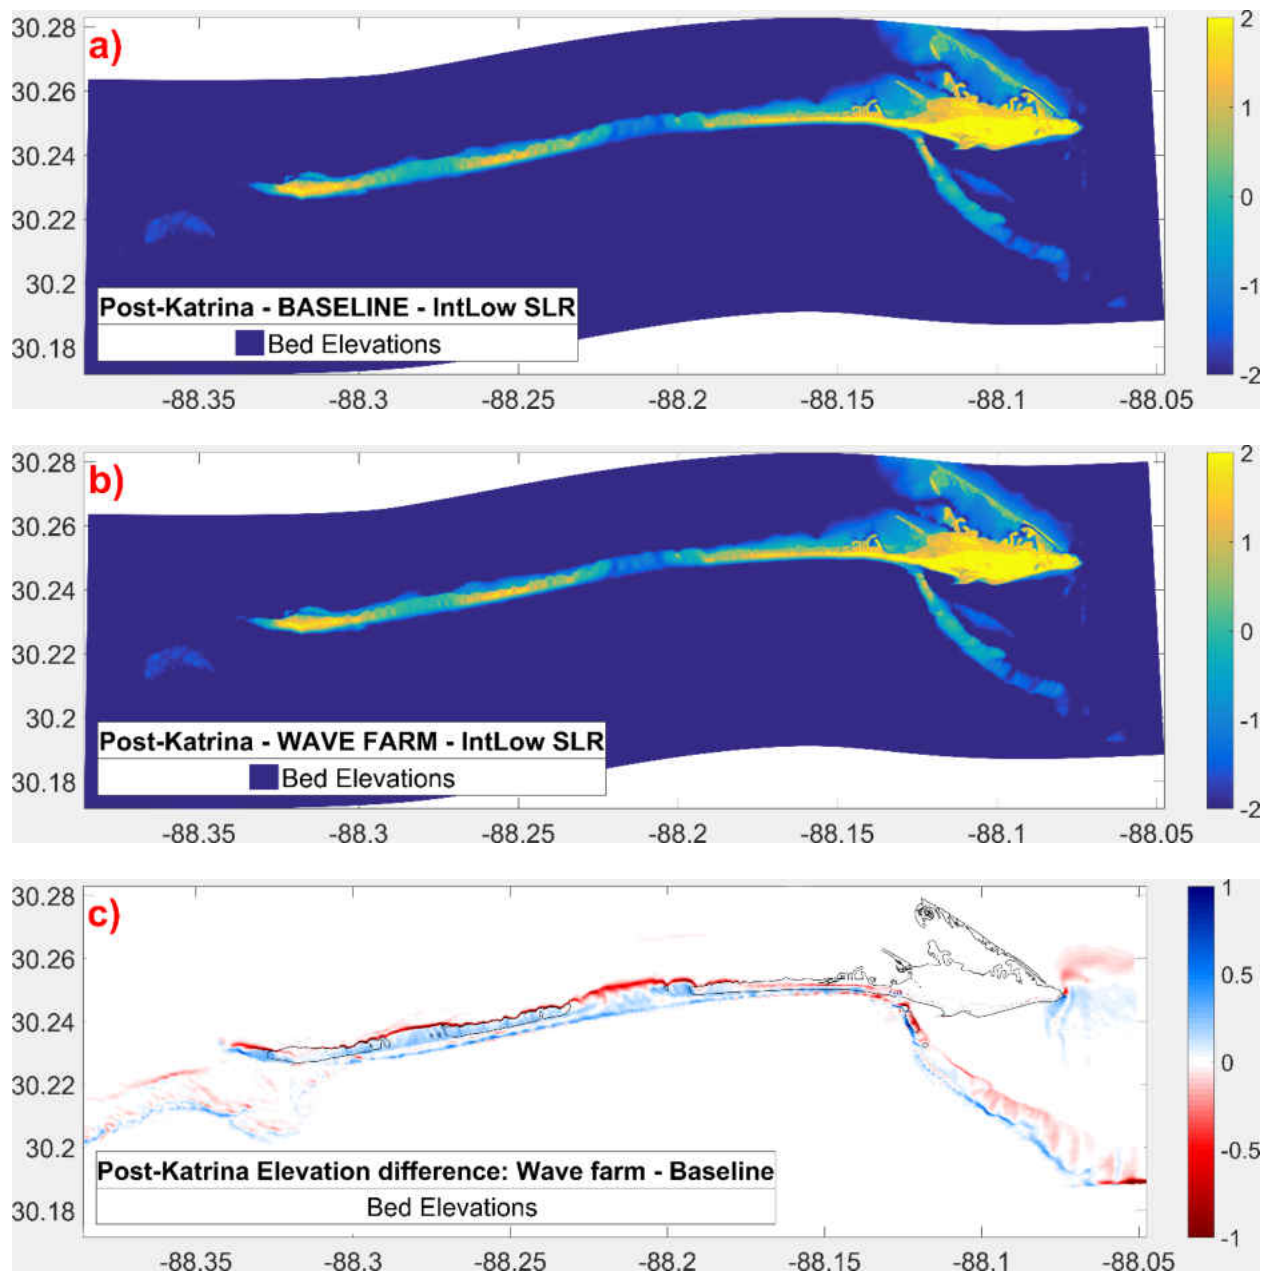 a)
30.28
30.26
30.24
30.22
30.2
30.18
2
1
0
-1
-2
Post-Katrina - BASELINE - IntLow SLR
Bed Elevations
-88.35 -88.3 -88.25 -88.2 -88.15 -88.1 -88.05
b)
30.28
30.26
30.24
30.22
30.2
30.18
2
1
0
-1
-2
Post-Katrina - WAVE FARM - IntLow SLR
Bed Elevations
-88.35 -88.3 -88.25 -88.2 -88.15 -88.1 -88.05
c)
30.28
30.26
30.24
30.22
30.2
30.18
1
0.5
0
-0.5
-1
Post-Katrina Elevation difference: Wave farm - Baseline
Bed Elevations
-88.35 -88.3 -88.25 -88.2 -88.15 -88.1 -88.05